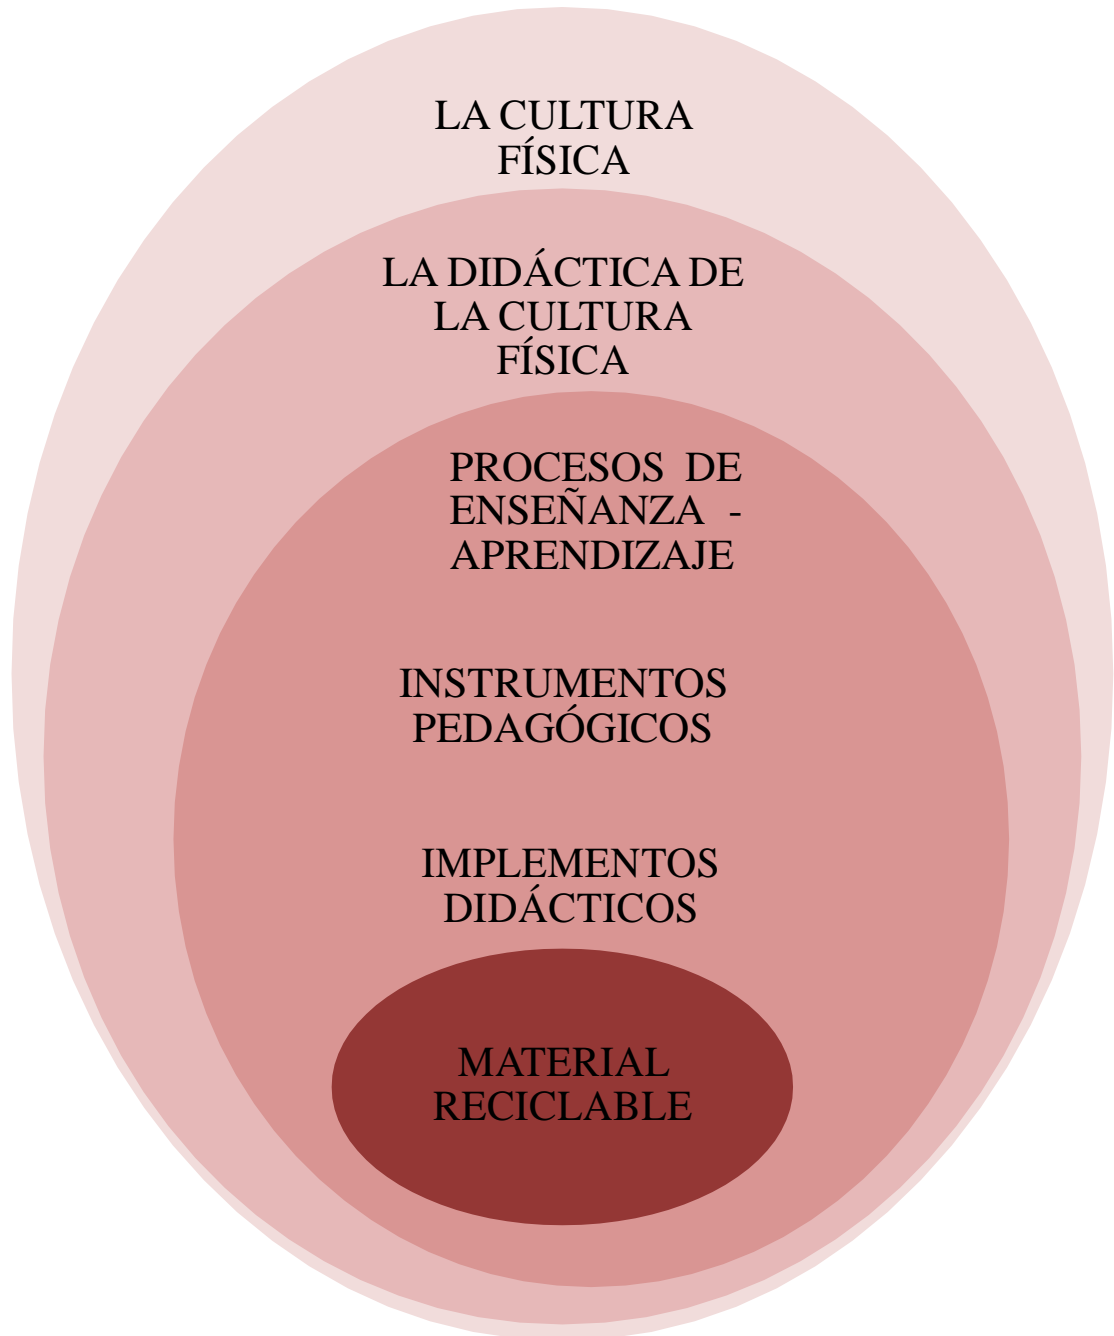 LA CULTURA
FÍSICA
LA DIDÁCTICA DE
LA CULTURA
FÍSICA
PROCESOS DE
ENSEÑANZA -
APRENDIZAJE
INSTRUMENTOS
PEDAGÓGICOS
IMPLEMENTOS
DIDÁCTICOS
MATERIAL
RECICLABLE